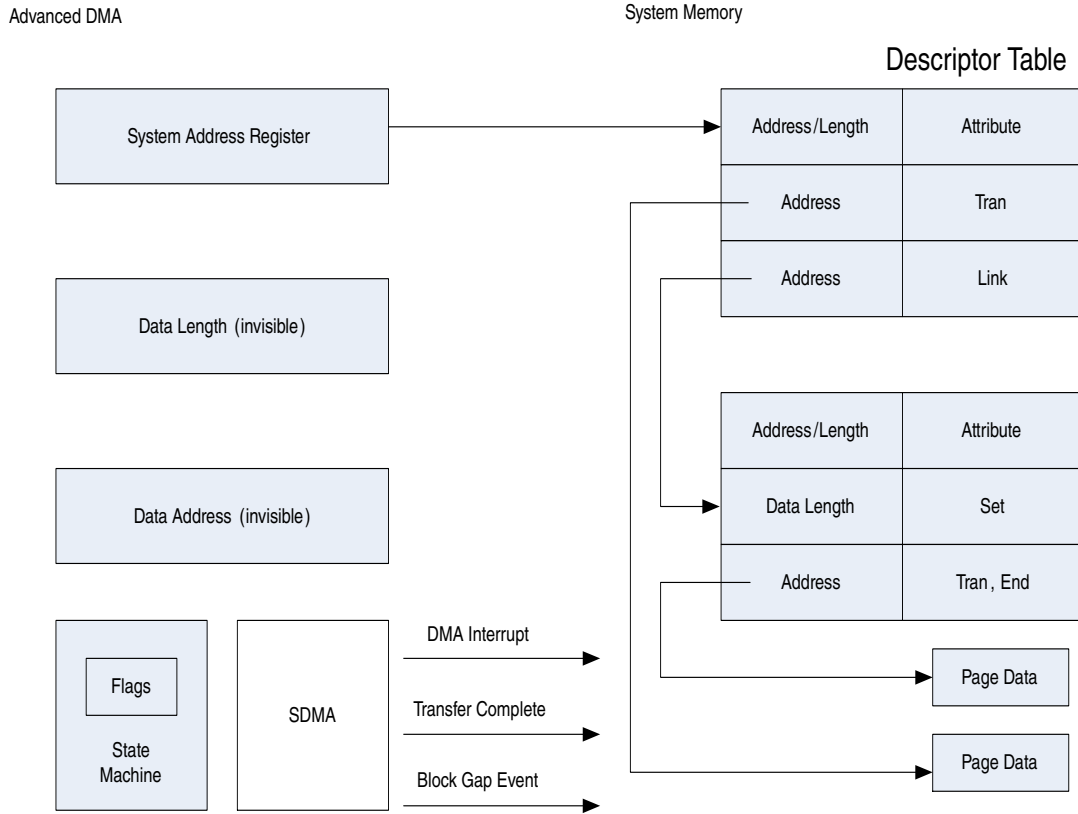 Advanced DMA
System Memory
Descriptor Table
System Address Register
Address/Length
Attribute
Address
Tran
Address
Link
Data Length (invisible)
Address/Length
Attribute
Data Length
Set
Address
Tran, End
Data Address (invisible)
DMA Interrupt
Flags
State
Machine
SDMA
Transfer Complete
Block Gap Event
Page Data
Page Data